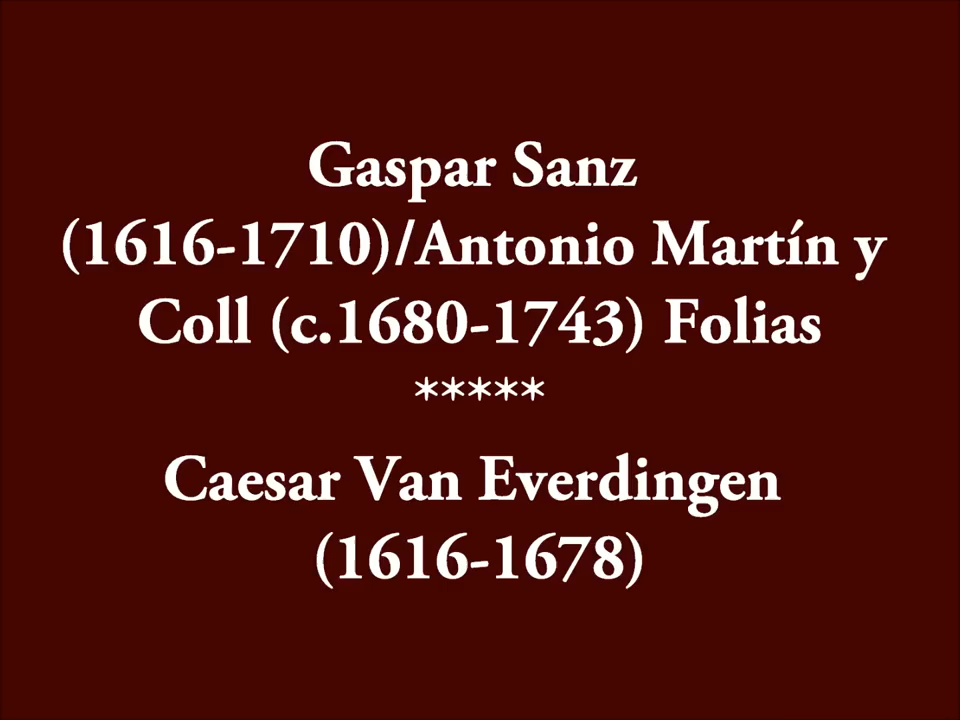 Gaspar Sanz
(1616-1710)/Antonio Martín y
Coll (c.1680-1743) Folias
*****
Caesar Van Everdingen
(1616-1678)